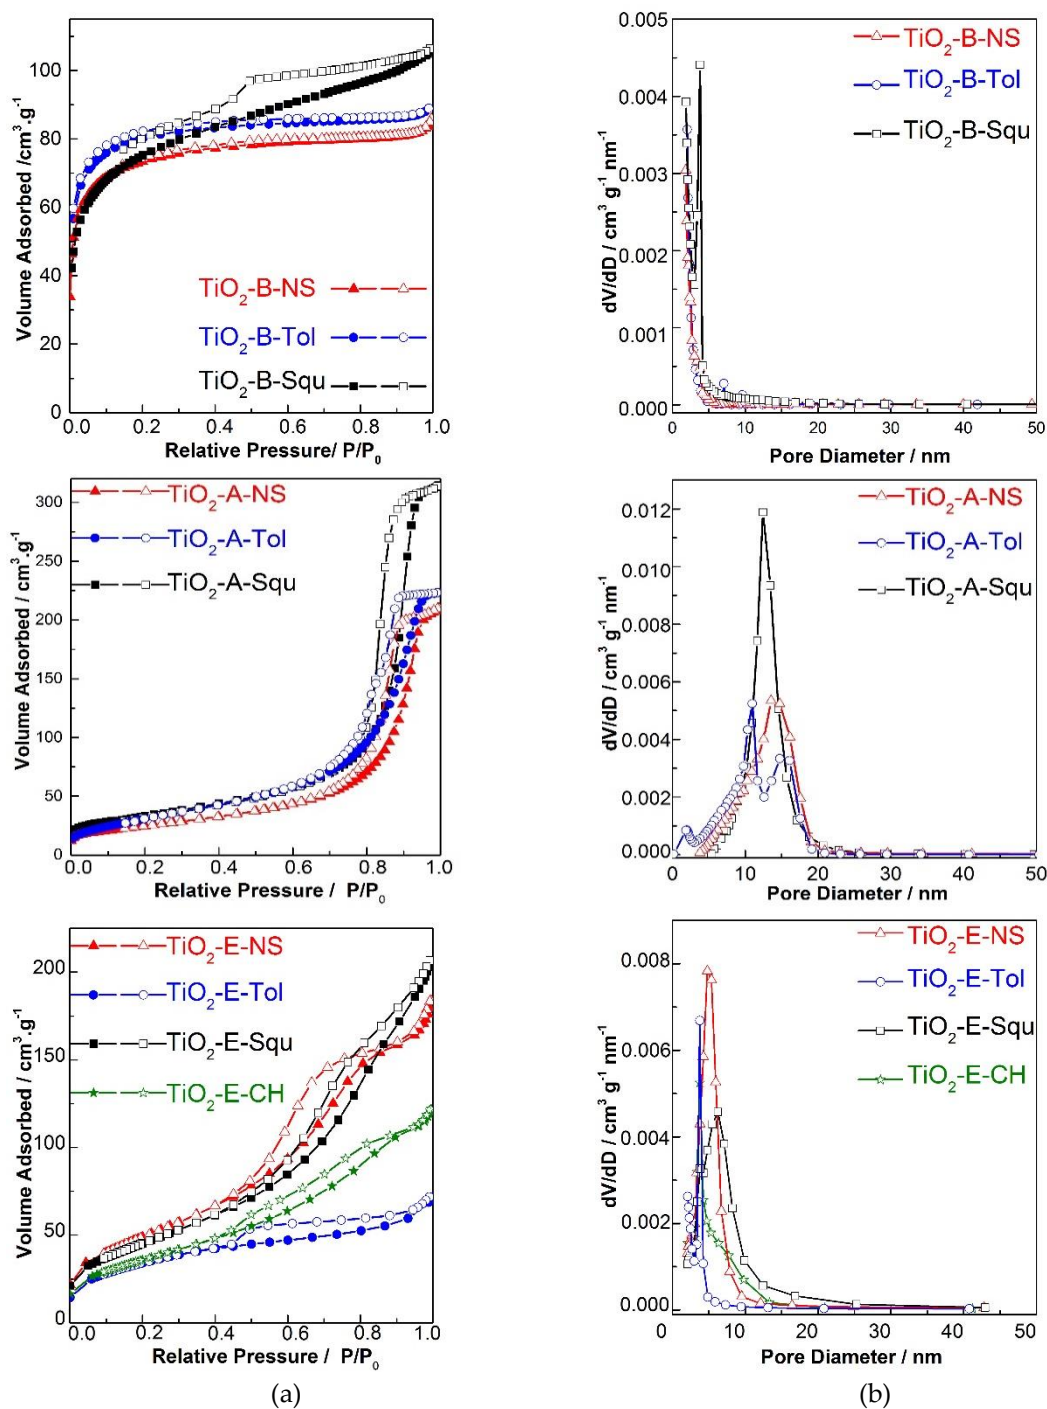 Volume Adsorbed /cm³.g⁻¹
100
80
60
40
20
0
TiO₂-B-NS
TiO₂-B-Tol
TiO₂-B-Squ
0.0 0.2 0.4 0.6 0.8 1.0
Relative Pressure/ P/P₀
dV/dD / cm³ g⁻¹ nm⁻¹
0.005
0.004
0.003
0.002
0.001
0.000
TiO₂-B-NS
TiO₂-B-Tol
TiO₂-B-Squ
0 10 20 30 40 50
Pore Diameter / nm
Volume Adsorbed / cm³.g⁻¹
300
250
200
150
100
50
0
TiO₂-A-NS
TiO₂-A-Tol
TiO₂-A-Squ
0.0 0.2 0.4 0.6 0.8 1.0
Relative Pressure / P/P₀
dV/dD / cm³ g⁻¹ nm⁻¹
0.012
0.010
0.008
0.006
0.004
0.002
0.000
TiO₂-A-NS
TiO₂-A-Tol
TiO₂-A-Squ
0 10 20 30 40 50
Pore Diameter / nm
Volume Adsorbed / cm³.g⁻¹
200
150
100
50
0
TiO₂-E-NS
TiO₂-E-Tol
TiO₂-E-Squ
TiO₂-E-CH
0.0 0.2 0.4 0.6 0.8 1.0
Relative Pressure / P/P₀
dV/dD / cm³ g⁻¹ nm⁻¹
0.008
0.006
0.004
0.002
0.000
TiO₂-E-NS
TiO₂-E-Tol
TiO₂-E-Squ
TiO₂-E-CH
0 10 20 30 40 50
Pore Diameter / nm
(a)
(b)